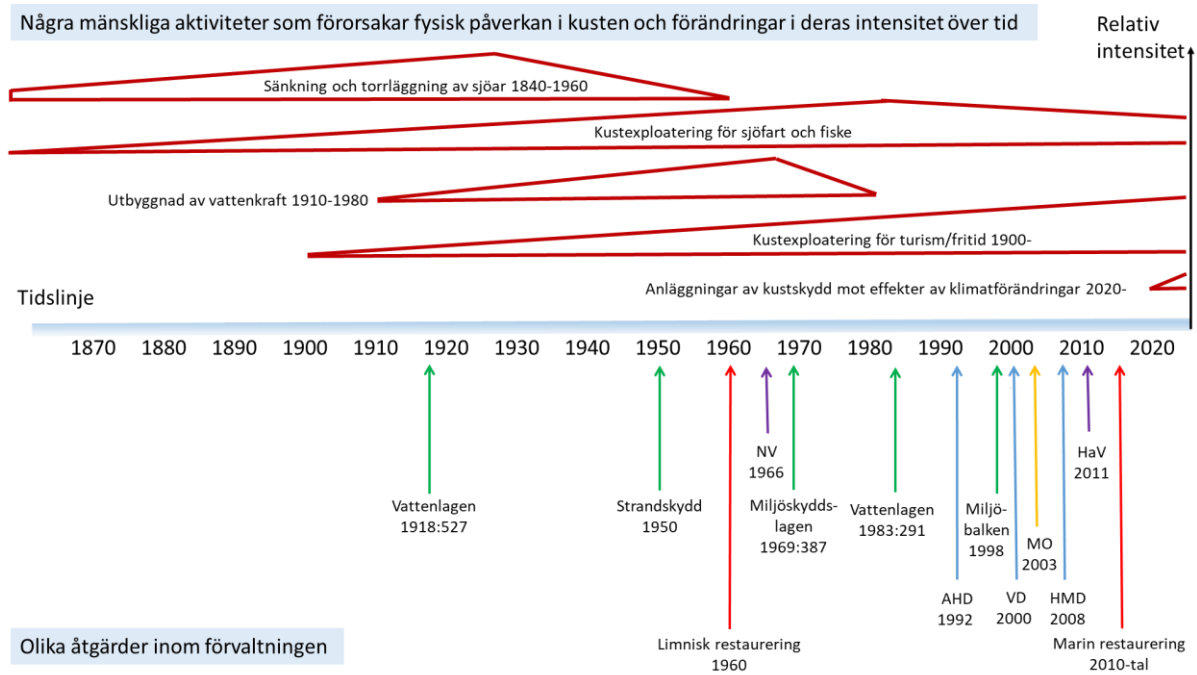 Några mänskliga aktiviteter som förorsakar fysisk påverkan i kusten och förändringar i deras intensitet över tid
Relativ
intensitet
Sänkning och torrläggning av sjöar 1840-1960
Kustexploatering för sjöfart och fiske
Utbyggnad av vattenkraft 1910-1980
Kustexploatering för turism/fritid 1900-
Anläggningar av kustskydd mot effekter av klimatförändringar 2020-
Tidslinje
1870 1880 1890 1900 1910 1920 1930 1940 1950 1960 1970 1980 1990 2000 2010 2020
NV
1966
HaV
2011
Vattenlagen
1918:527
Strandskydd
1950
Miljöskydds-
lagen
1969:387
Vattenlagen
1983:291
Miljö-
balken
1998
MO
2003
AHD
1992
VD
2000
HMD
2008
Limnisk restaurering
1960
Marin restaurering
2010-tal
Olika åtgärder inom förvaltningen